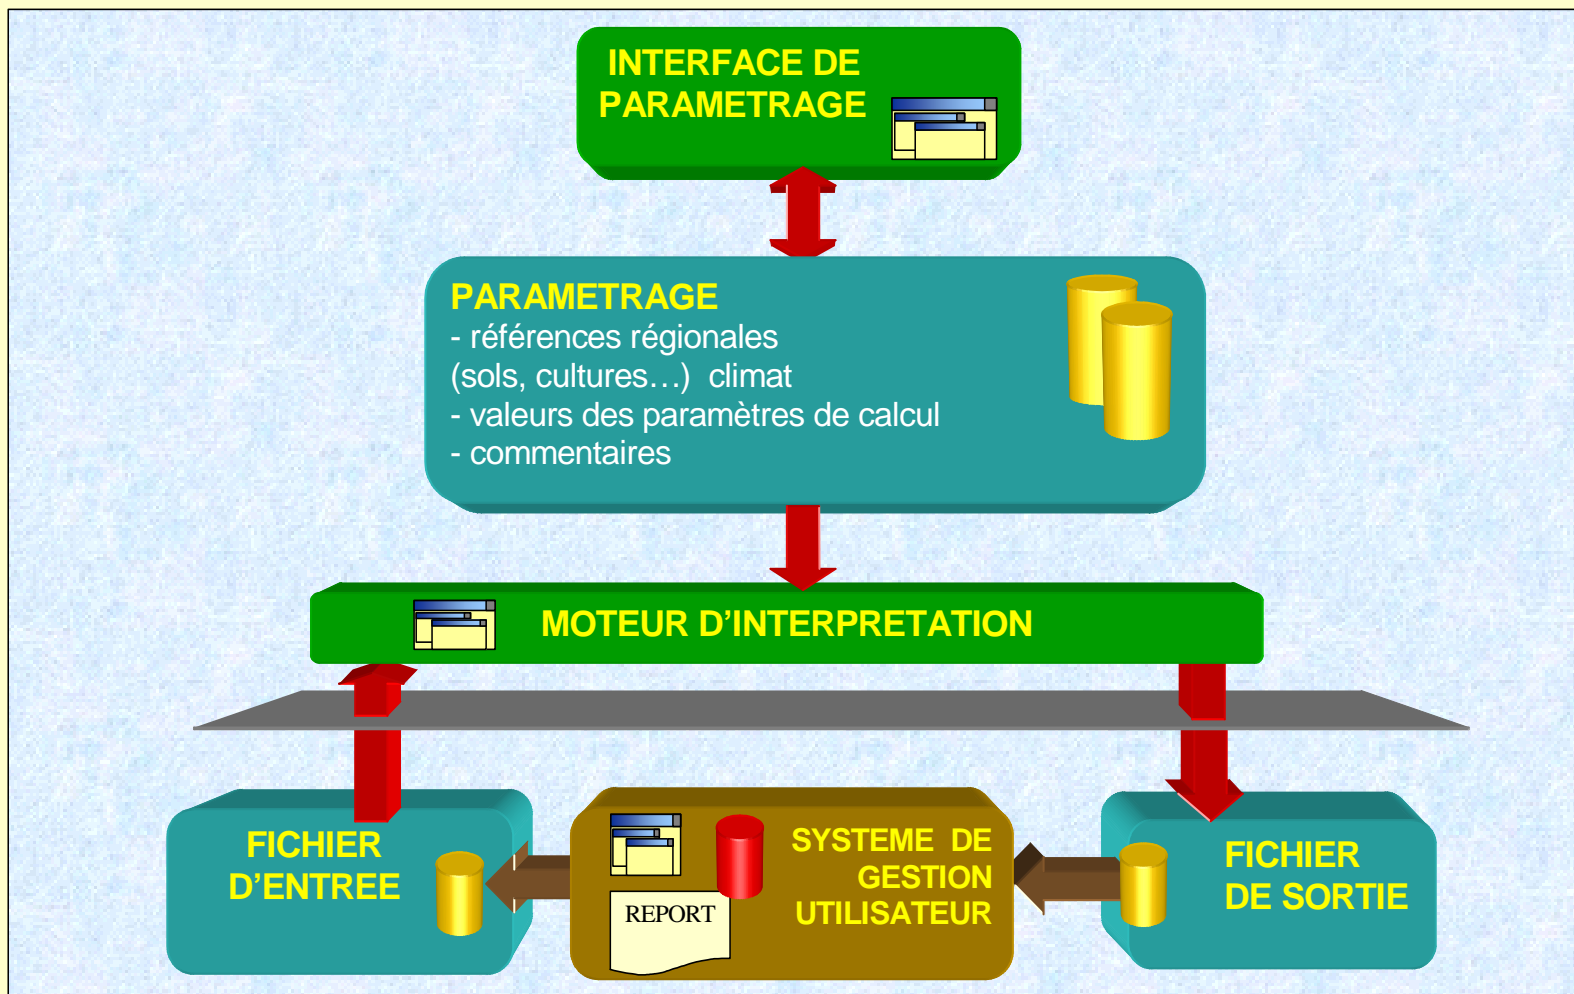 INTERFACE DE
PARAMETRAGE
PARAMETRAGE
- références régionales
(sols, cultures…) climat
- valeurs des paramètres de calcul
- commentaires
MOTEUR D’INTERPRETATION
FICHIER
D’ENTREE
REPORT
SYSTEME DE
GESTION
UTILISATEUR
FICHIER
DE SORTIE